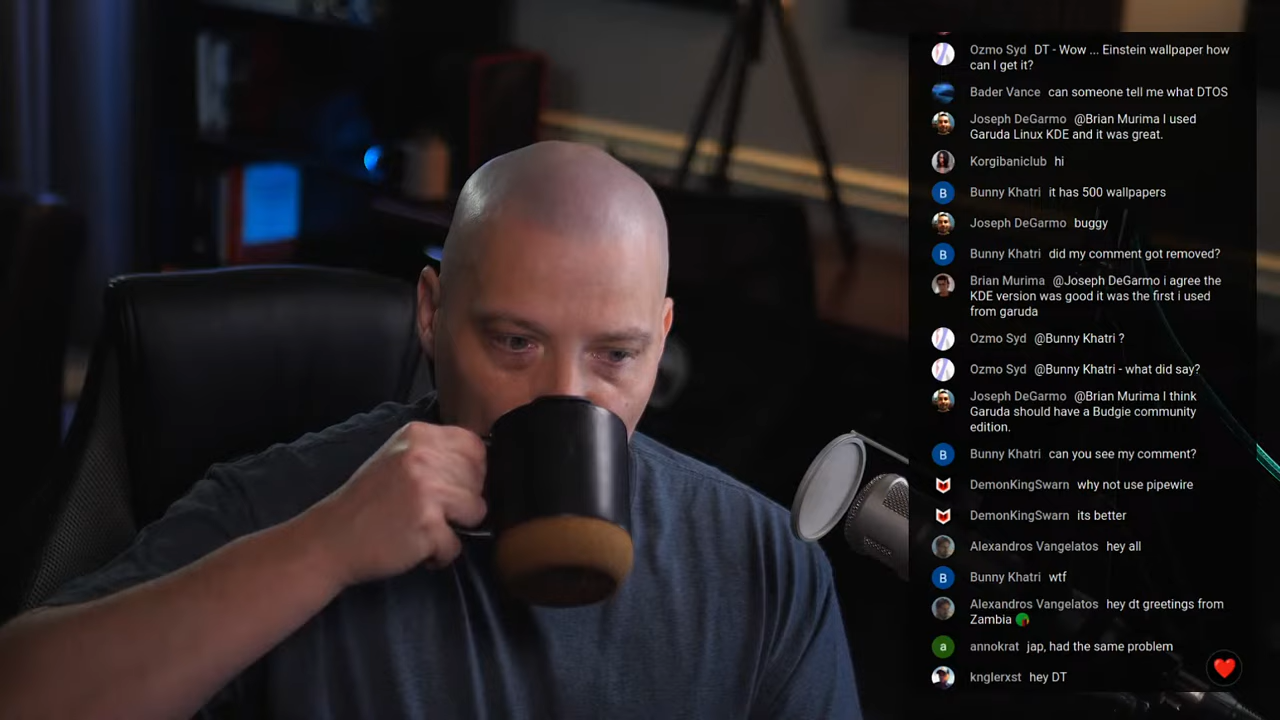 Ozmo Syd DT - Wow ... Einstein wallpaper how
can I get it?
Bader Vance can someone tell me what DTOS
Joseph DeGarmo @Brian Murima I used
Garuda Linux KDE and it was great.
Korgibaniclub hi
B Bunny Khatri it has 500 wallpapers
Joseph DeGarmo buggy
B Bunny Khatri did my comment got removed?
Brian Murima @Joseph DeGarmo i agree the
KDE version was good it was the first i used
from garuda
Ozmo Syd @Bunny Khatri ?
Ozmo Syd @Bunny Khatri - what did say?
Joseph DeGarmo @Brian Murima I think
Garuda should have a Budgie community
edition.
B Bunny Khatri can you see my comment?
DemonKingSwarn why not use pipewire
DemonKingSwarn its better
Alexandros Vangelatos hey all
B Bunny Khatri wtf
Alexandros Vangelatos hey dt greetings from
Zambia
a annokrat jap, had the same problem
knglerxst hey DT